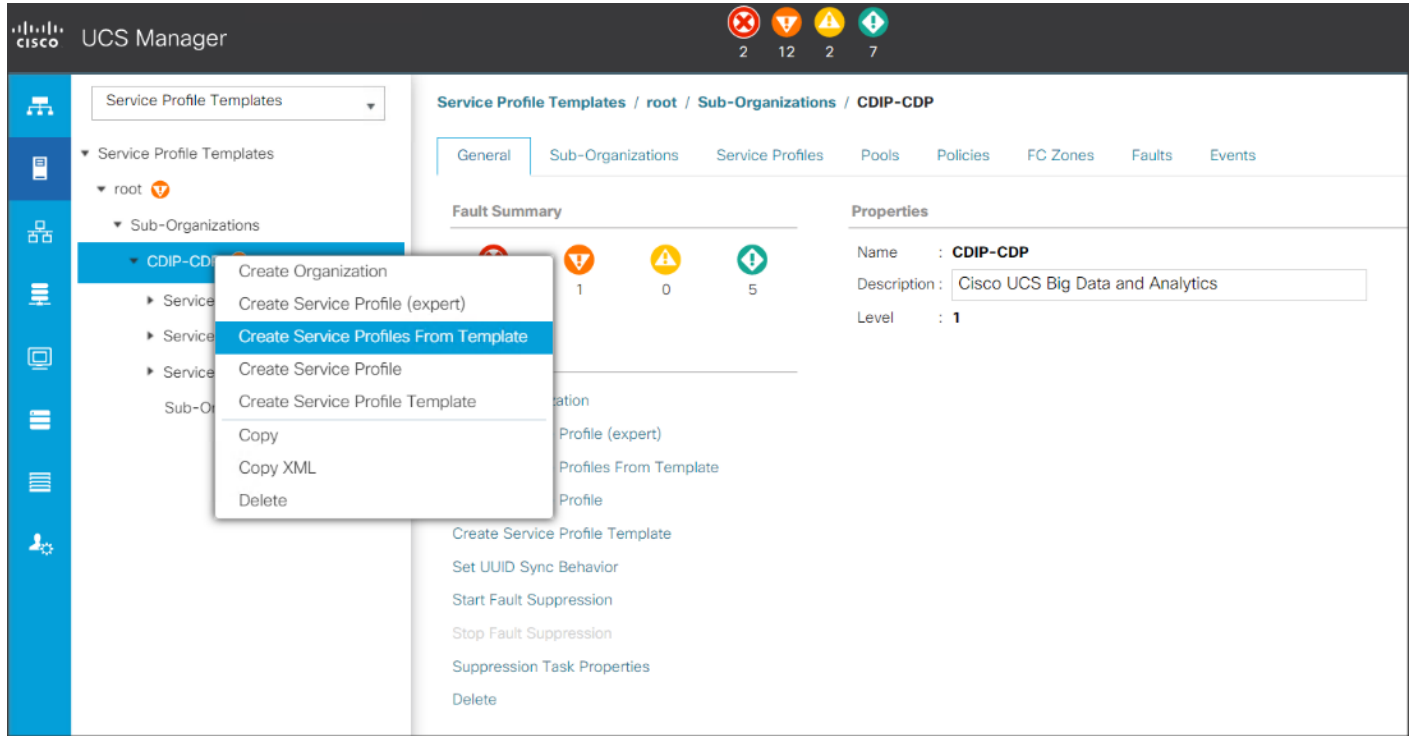 cisco UCS Manager
2 12 2 7
Service Profile Templates
Service Profile Templates
root
Sub-Organizations
CDIP-CD
Service
Service
Service
Sub-O
Create Organization
Create Service Profile (expert)
Create Service Profiles From Template
Create Service Profile
Create Service Profile Template
Copy
Copy XML
Delete
Service Profile Templates / root / Sub-Organizations / CDIP-CDP
General Sub-Organizations Service Profiles Pools Policies FC Zones Faults Events
Fault Summary
1 0 5
Properties
Name : CDIP-CDP
Description : Cisco UCS Big Data and Analytics
Level : 1
zation
Profile (expert)
Profiles From Template
Profile
Create Service Profile Template
Set UUID Sync Behavior
Start Fault Suppression
Stop Fault Suppression
Suppression Task Properties
Delete